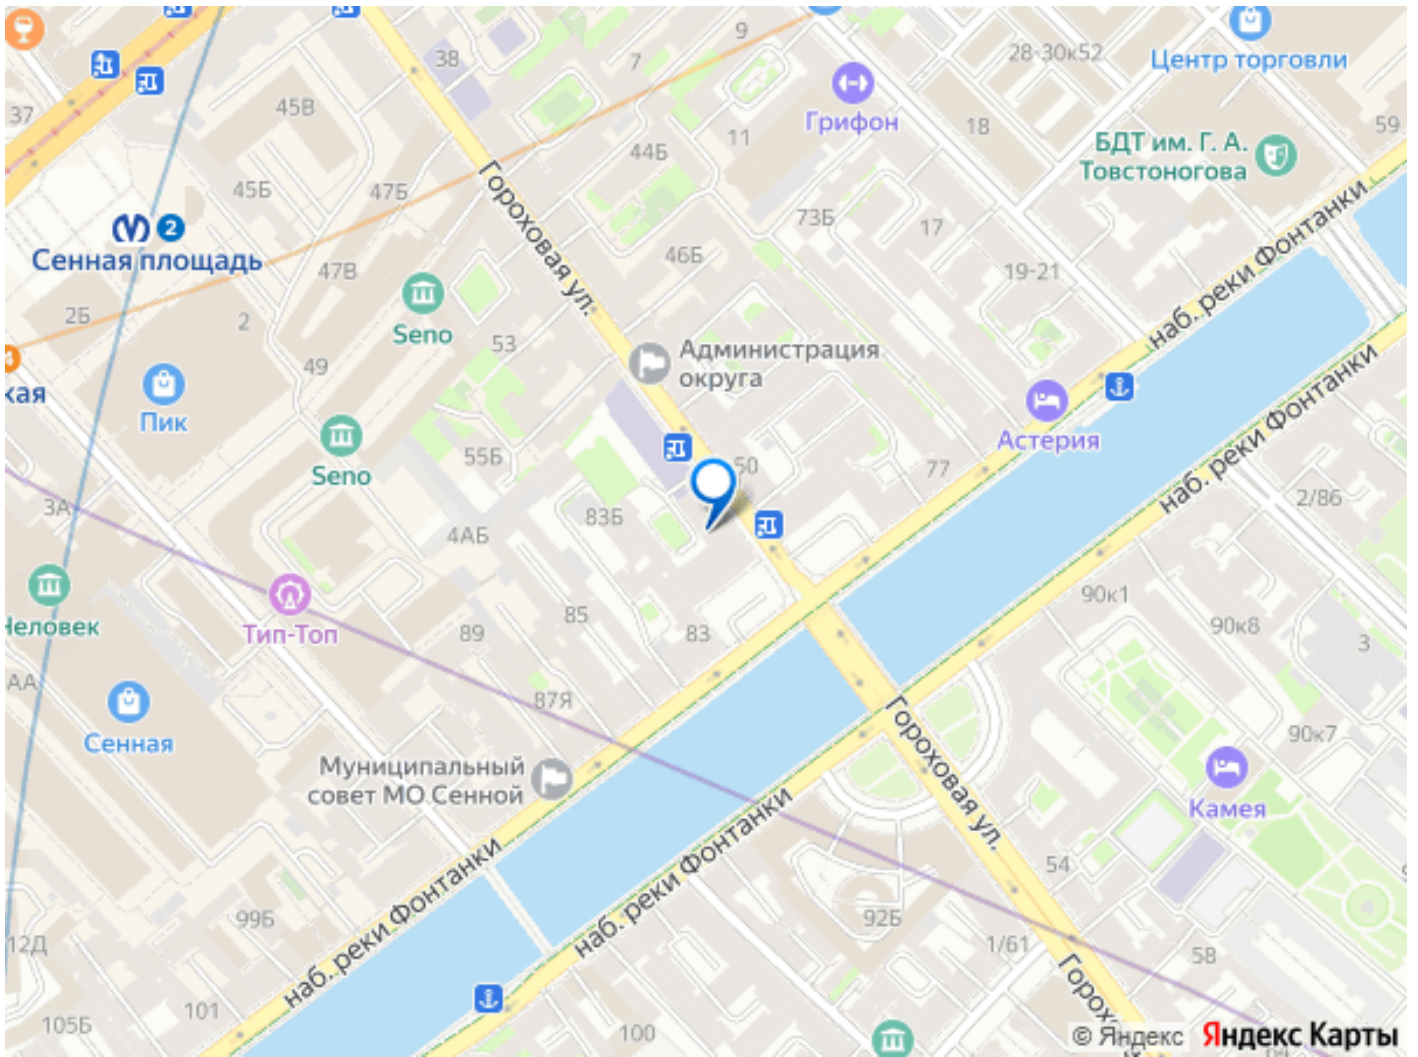 9
38
7
28-30к52
Центр торговли
37
45В
Грифон
18
59
11
44Б
БДТ им. Г. А.
Товстоногова
45Б
47Б
Гороховая ул.
73Б
17
наб. реки Фонтанки
2
Сенная площадь
47В
46Б
19-21
2Б
2
Seno
53
Администрация
округа
49
4
кая
Пик
наб. реки Фонтанки
Астерия
Seno
55Б
50
77
2/86
3А
83Б
4АБ
90к1
Человек
Тип-Топ
89
85
83
90к8
3
АА
87Я
Сенная
Гороховая ул.
90к7
Муниципальный
совет МО Сенной
Камея
наб. реки Фонтанки
54
99Б
92Б
наб. реки Фонтанки
12Д
1/61
58
101
105Б
100
Горохо
© Яндекс
Яндекс Карты